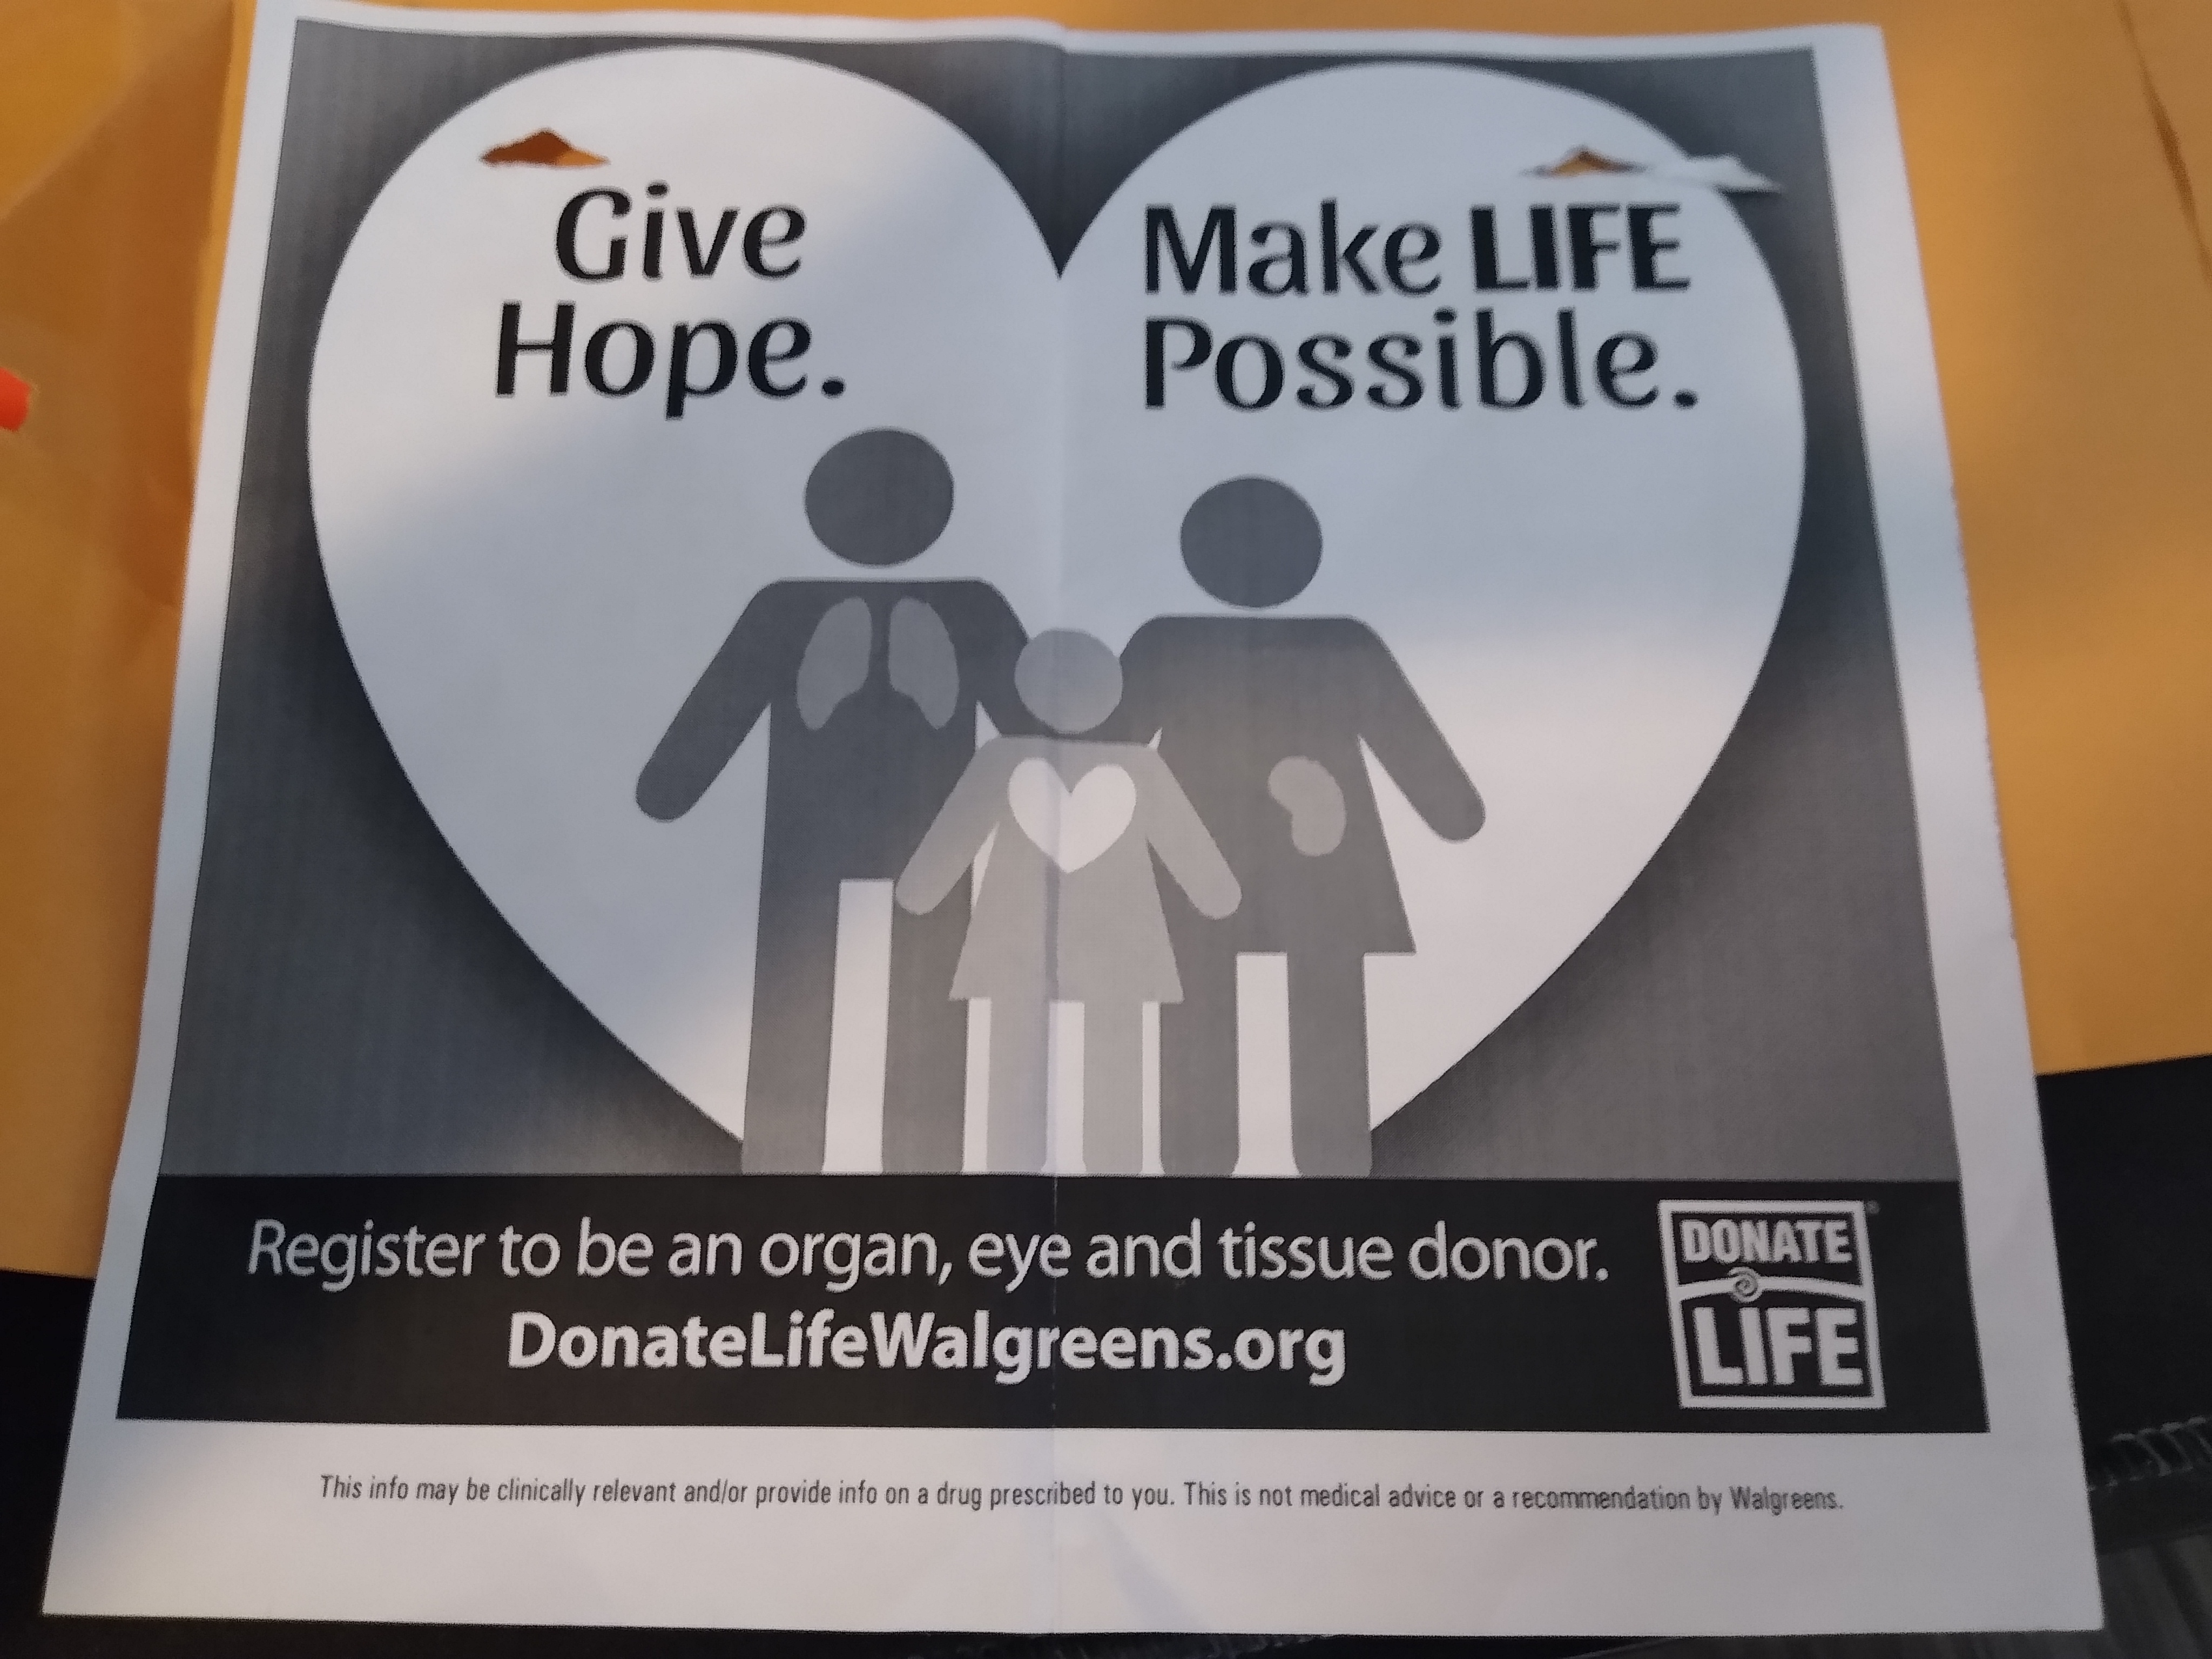 Give
Hope.
Make LIFE
Possible.
Register to be an organ, eye and tissue donor.
DonateLifeWalgreens.org
DONATE
LIFE
®
This info may be clinically relevant and/or provide info on a drug prescribed to you. This is not medical advice or a recommendation by Walgreens.